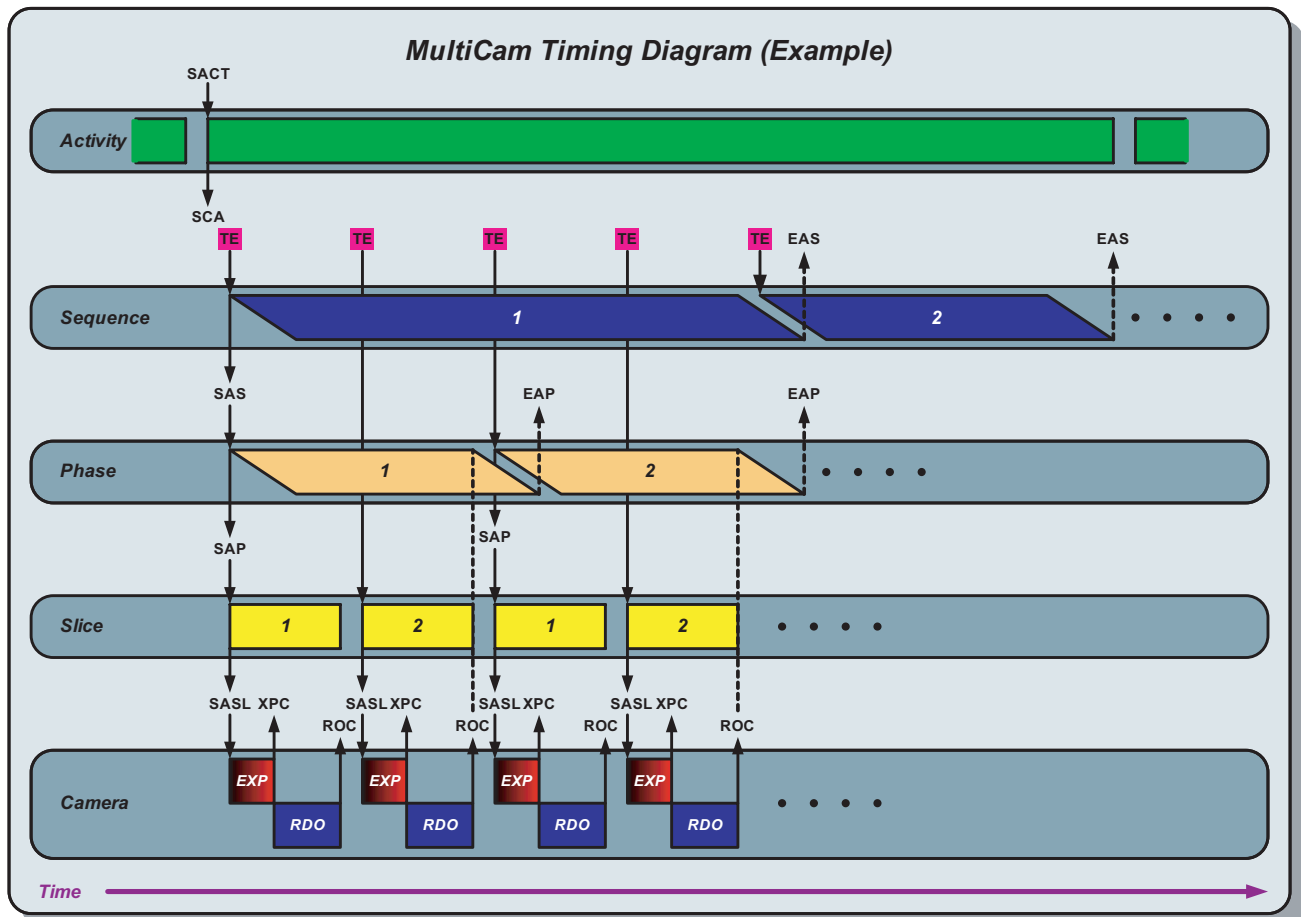 MultiCam Timing Diagram (Example)
SACT
Activity
SCA
TE TE TE TE TE EAS EAS
Sequence 1 2
SAS EAP EAP
Phase 1 2
SAP SAP
Slice 1 2 1 2
SASL XPC SASL XPC SASL XPC SASL XPC
ROC ROC ROC ROC
EXP EXP EXP EXP
Camera
RDO RDO RDO RDO
Time